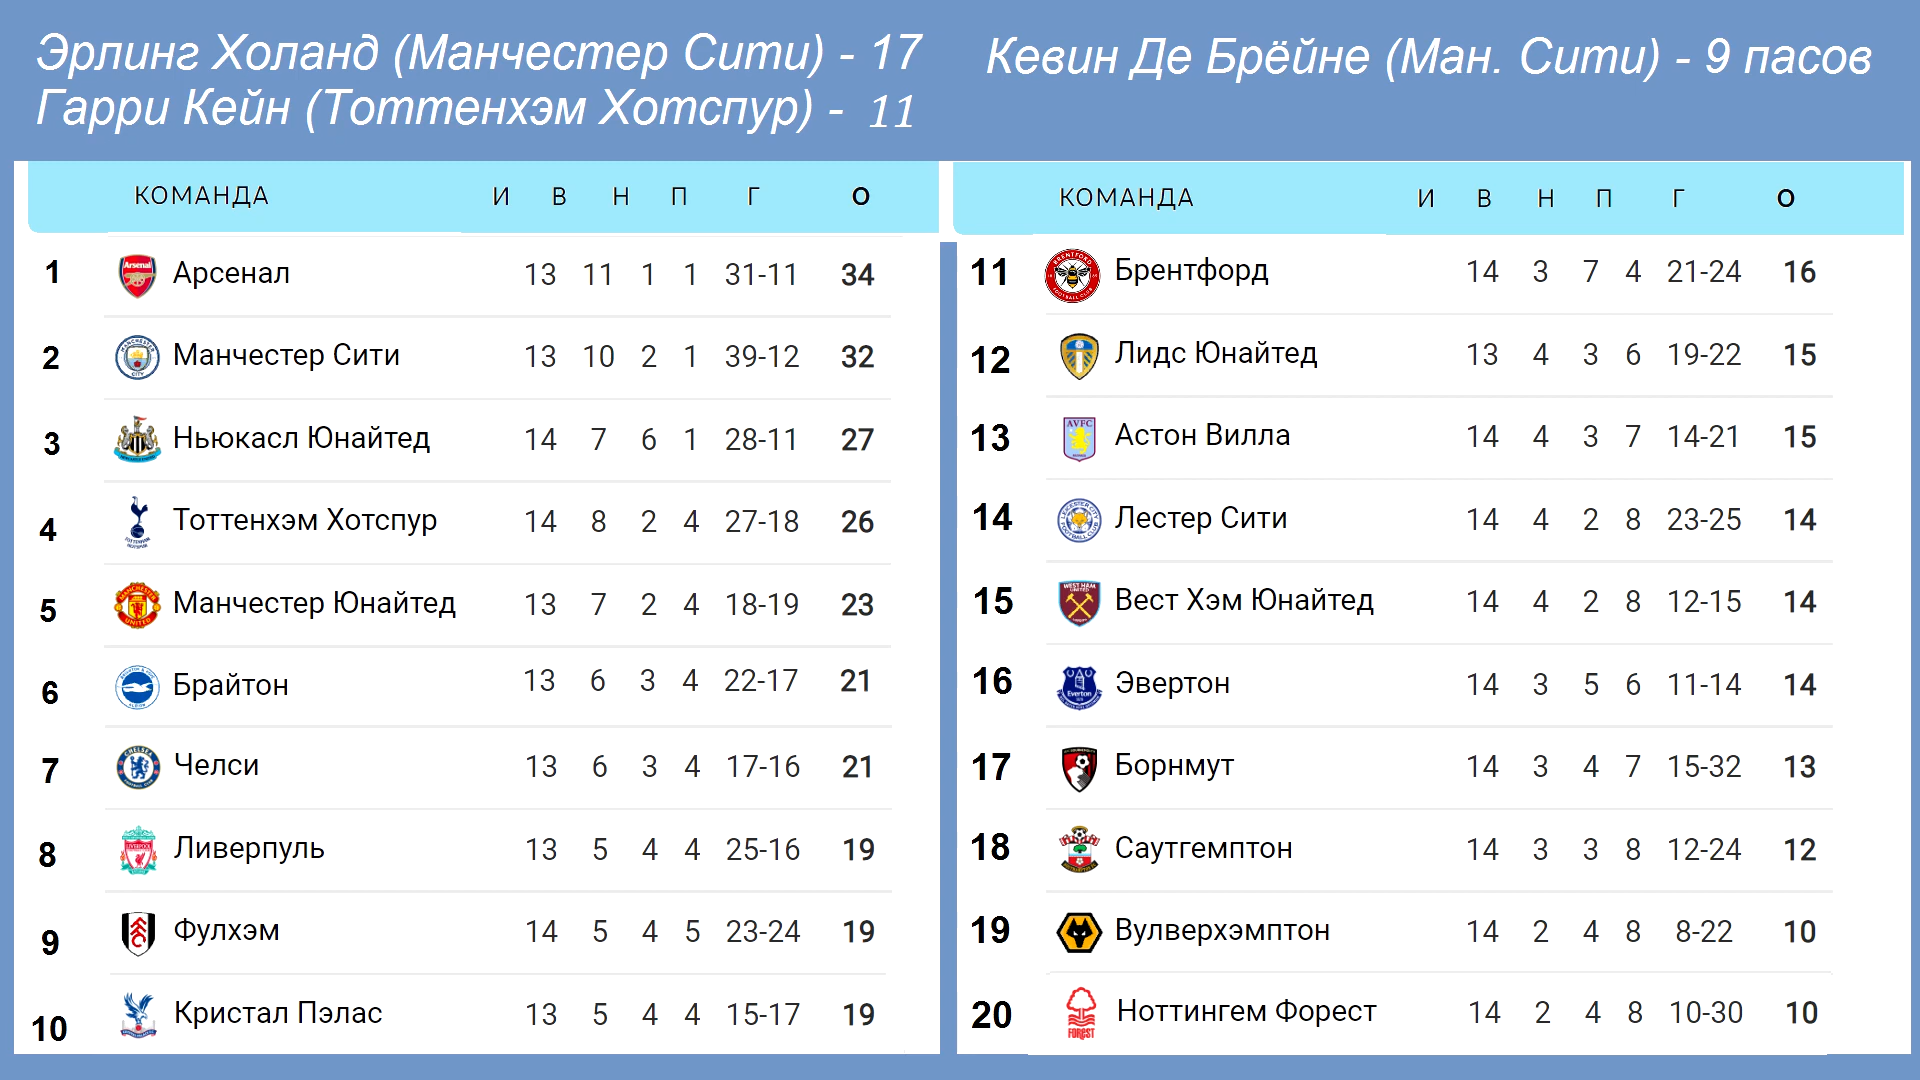 Эрлинг Холанд (Манчестер Сити) - 17
Гарри Кейн (Тоттенхэм Хотспур) - 11
Кевин Де Брёйне (Ман. Сити) - 9 пасов
КОМАНДА И В Н П Г О
1 Арсенал 13 11 1 1 31-11 34
2 Манчестер Сити 13 10 2 1 39-12 32
3 Ньюкасл Юнайтед 14 7 6 1 28-11 27
4 Тоттенхэм Хотспур 14 8 2 4 27-18 26
5 Манчестер Юнайтед 13 7 2 4 18-19 23
6 Брайтон 13 6 3 4 22-17 21
7 Челси 13 6 3 4 17-16 21
8 Ливерпуль 13 5 4 4 25-16 19
9 Фулхэм 14 5 4 5 23-24 19
10 Кристал Пэлас 13 5 4 4 15-17 19
КОМАНДА И В Н П Г О
11 Брентфорд 14 3 7 4 21-24 16
12 Лидс Юнайтед 13 4 3 6 19-22 15
13 Астон Вилла 14 4 3 7 14-21 15
14 Лестер Сити 14 4 2 8 23-25 14
15 Вест Хэм Юнайтед 14 4 2 8 12-15 14
16 Эвертон 14 3 5 6 11-14 14
17 Борнмут 14 3 4 7 15-32 13
18 Саутгемптон 14 3 3 8 12-24 12
19 Вулверхэмптон 14 2 4 8 8-22 10
20 Ноттингем Форест 14 2 4 8 10-30 10